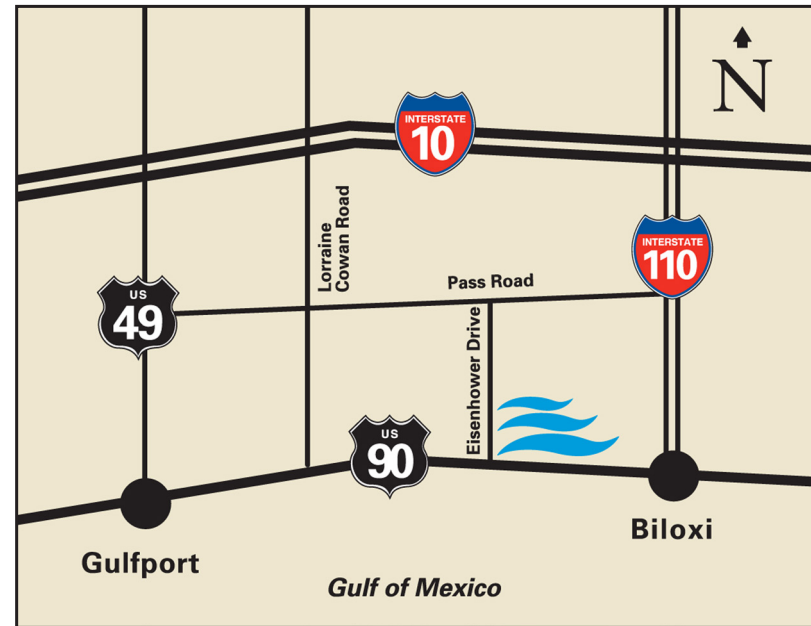 N
INTERSTATE
10
Lorraine
Cowan Road
INTERSTATE
110
Pass Road
US
49
Eisenhower Drive
US
90
Biloxi
Gulfport
Gulf of Mexico